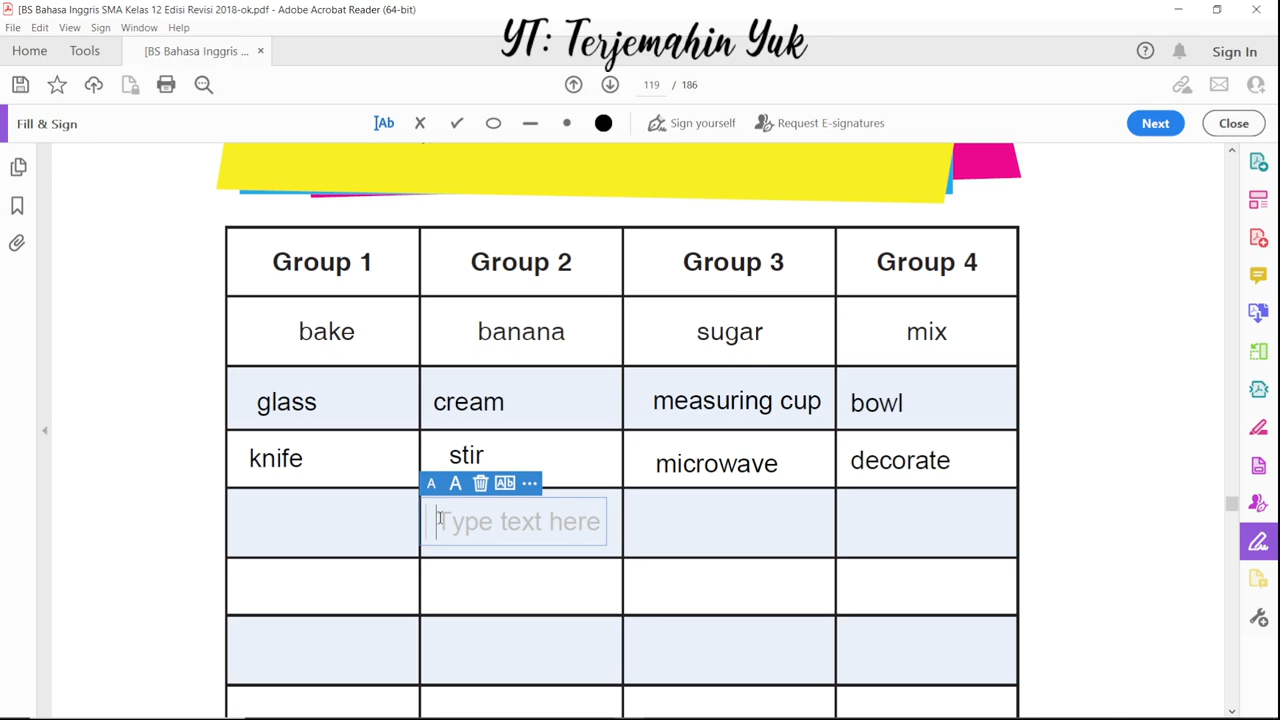 [BS Bahasa Inggris SMA Kelas 12 Edisi Revisi 2018-ok.pdf - Adobe Acrobat Reader (64-bit)
File Edit View Sign Window Help
YT: Terjemahin Yuk
Home Tools [BS Bahasa Inggris ... × Sign In
119 / 186
Fill & Sign Ab Sign yourself Request E-signatures Next Close
Group 1 Group 2 Group 3 Group 4
bake banana sugar mix
glass cream measuring cup bowl
knife stir microwave decorate
A A Ab ...
Type text here